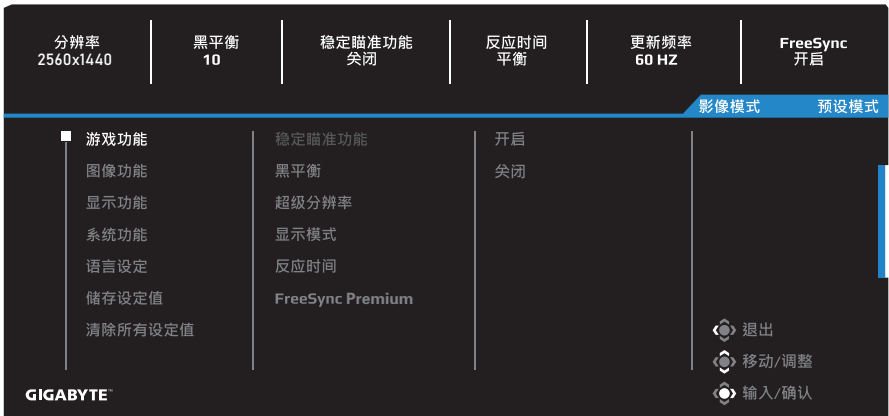 分辨率
2560x1440
黑平衡
10
稳定瞄准功能
关闭
反应时间
平衡
更新频率
60 HZ
FreeSync
开启
影像模式
预设模式
游戏功能
图像功能
显示功能
系统功能
语言设定
储存设定值
清除所有设定值
稳定瞄准功能
黑平衡
超级分辨率
显示模式
反应时间
FreeSync Premium
开启
关闭
退出
移动/调整
输入/确认
GIGABYTE™